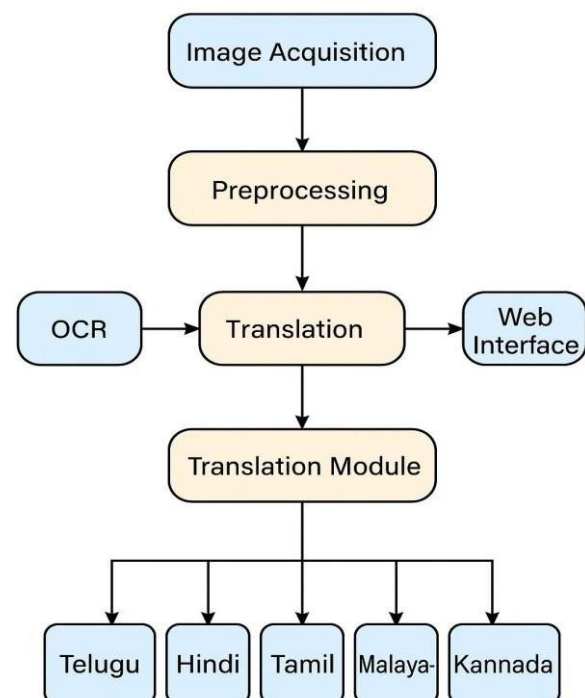 Image Acquisition
Preprocessing
OCR
Translation
Web
Interface
Translation Module
Telugu
Hindi
Tamil
Malaya-
Kannada